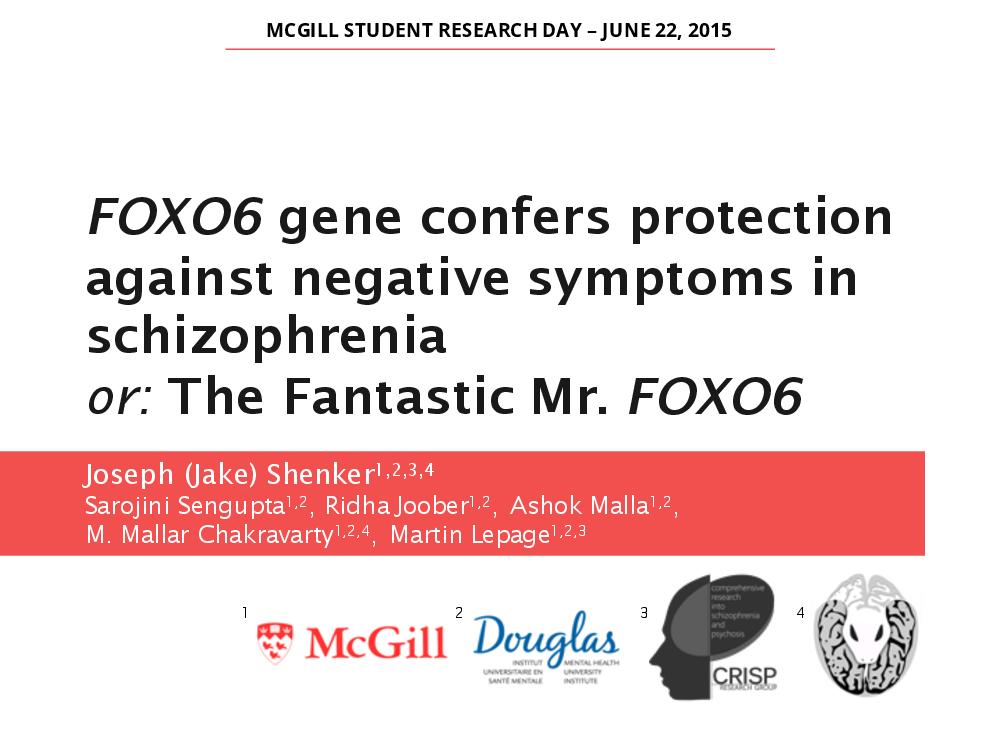 MCGILL STUDENT RESEARCH DAY – JUNE 22, 2015
FOXO6 gene confers protection
against negative symptoms in
schizophrenia
or: The Fantastic Mr. FOXO6
Joseph (Jake) Shenker1,2,3,4
Sarojini Sengupta1,2, Ridha Joober1,2, Ashok Malla1,2,
M. Mallar Chakravarty1,2,4, Martin Lepage1,2,3
1
McGill
2
Douglas
INSTITUT
UNIVERSITAIRE EN
SANTÉ MENTALE
MENTAL HEALTH
UNIVERSITY
INSTITUTE
3
comprehensive
research
into
schizophrenia
and
psychosis
CRISP
RESEARCH GROUP
4